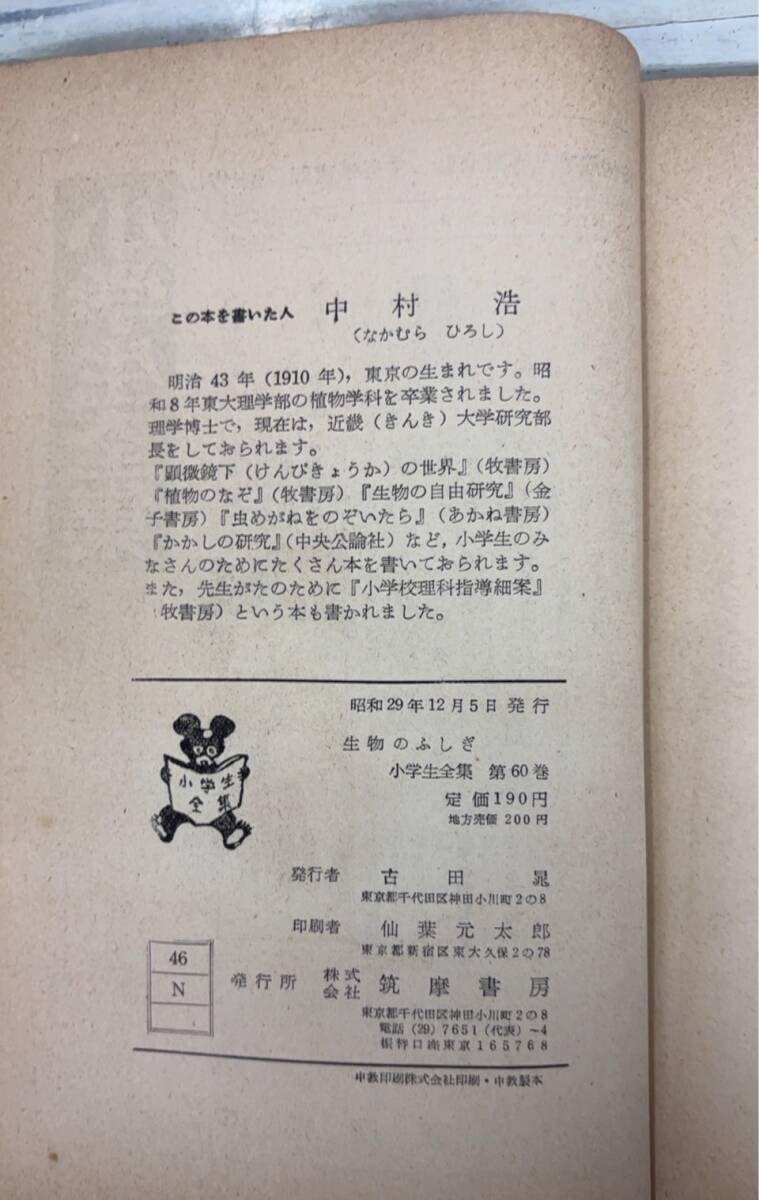 この本を書いた人 中村浩
(なかむら ひろし)
明治 43 年 (1910 年), 東京の生まれです。昭
和8年東大理学部の植物学科を卒業されました。
理学博士で, 現在は, 近畿 (きんき) 大学研究部
長をしておられます。
『顕微鏡下 (けんびきょうか) の世界』(牧書房)
『植物のなぞ』(牧書房)『生物の自由研究』(金
子書房)『虫めがねをのぞいたら』(あかね書房)
『かかしの研究』(中央公論社) など, 小学生のみ
なさんのためにたくさん本を書いておられます。
また, 先生がたのために『小学校理科指導細案』
(牧書房) という本も書かれました。
昭和29年12月5日 発行
生物のふしぎ
小学生全集 第60巻
定価190円
地方売価 200円
小学生
全集
発行者 古田晁
東京都千代田区神田小川町2の8
印刷者 仙葉元太郎
東京都新宿区東大久保2の78
発行所 株式会社 筑摩書房
東京都千代田区神田小川町2の8
電話 (29) 7651 (代表) ~4
振替口座東京 165768
46
N
中教印刷株式会社印刷・中教製本